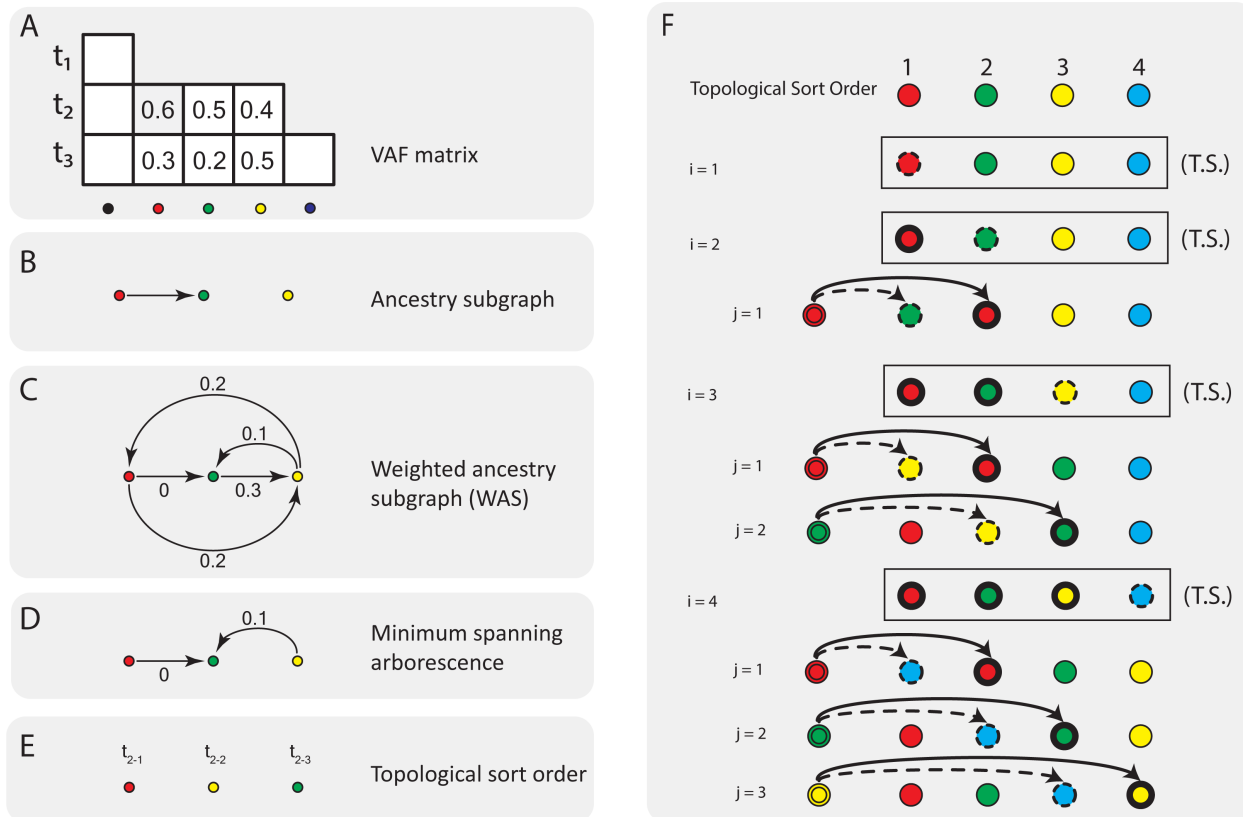 A
t1
t2 0.6 0.5 0.4
t3 0.3 0.2 0.5
VAF matrix
B
Ancestry subgraph
C
0.2
0.1
0
0.3
0.2
Weighted ancestry
subgraph (WAS)
D
0.1
0
Minimum spanning
arborescence
E
t2-1 t2-2 t2-3
Topological sort order
F
1 2 3 4
Topological Sort Order
i = 1 (T.S.)
i = 2 (T.S.)
j = 1
i = 3 (T.S.)
j = 1
j = 2
i = 4 (T.S.)
j = 1
j = 2
j = 3